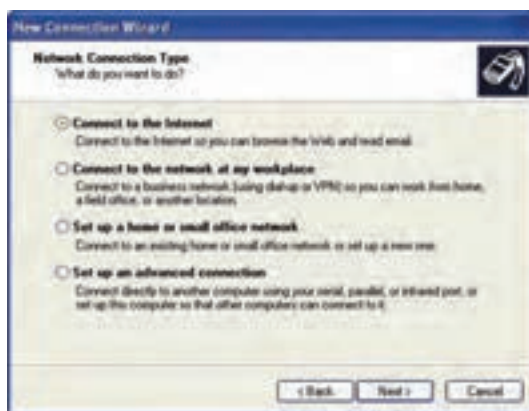 New Connection Wizard
Network Connection Type
What do you want to do?
Connect to the Internet
Connect to the Internet so you can browse the Web and read email.
Connect to the network at my workplace
Connect to a business network (using dial-up or VPN) so you can work from home,
a field office, or another location.
Set up a home or small office network
Connect to an existing home or small office network or set up a new one.
Set up an advanced connection
Connect directly to another computer using your serial, parallel, or infrared port, or
set up this computer so that other computers can connect to it.
< Back Next > Cancel